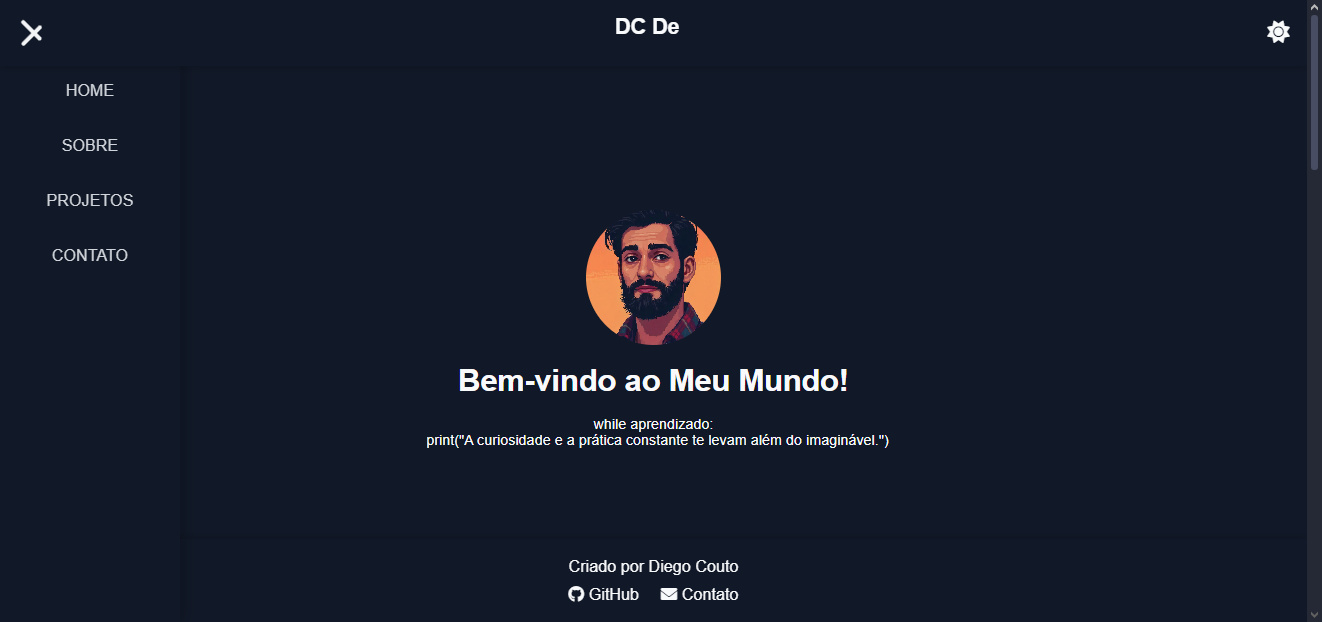 DC De
HOME
SOBRE
PROJETOS
CONTATO
Bem-vindo ao Meu Mundo!
while aprendizado:
print("A curiosidade e a prática constante te levam além do imaginável.")
Criado por Diego Couto
GitHub Contato